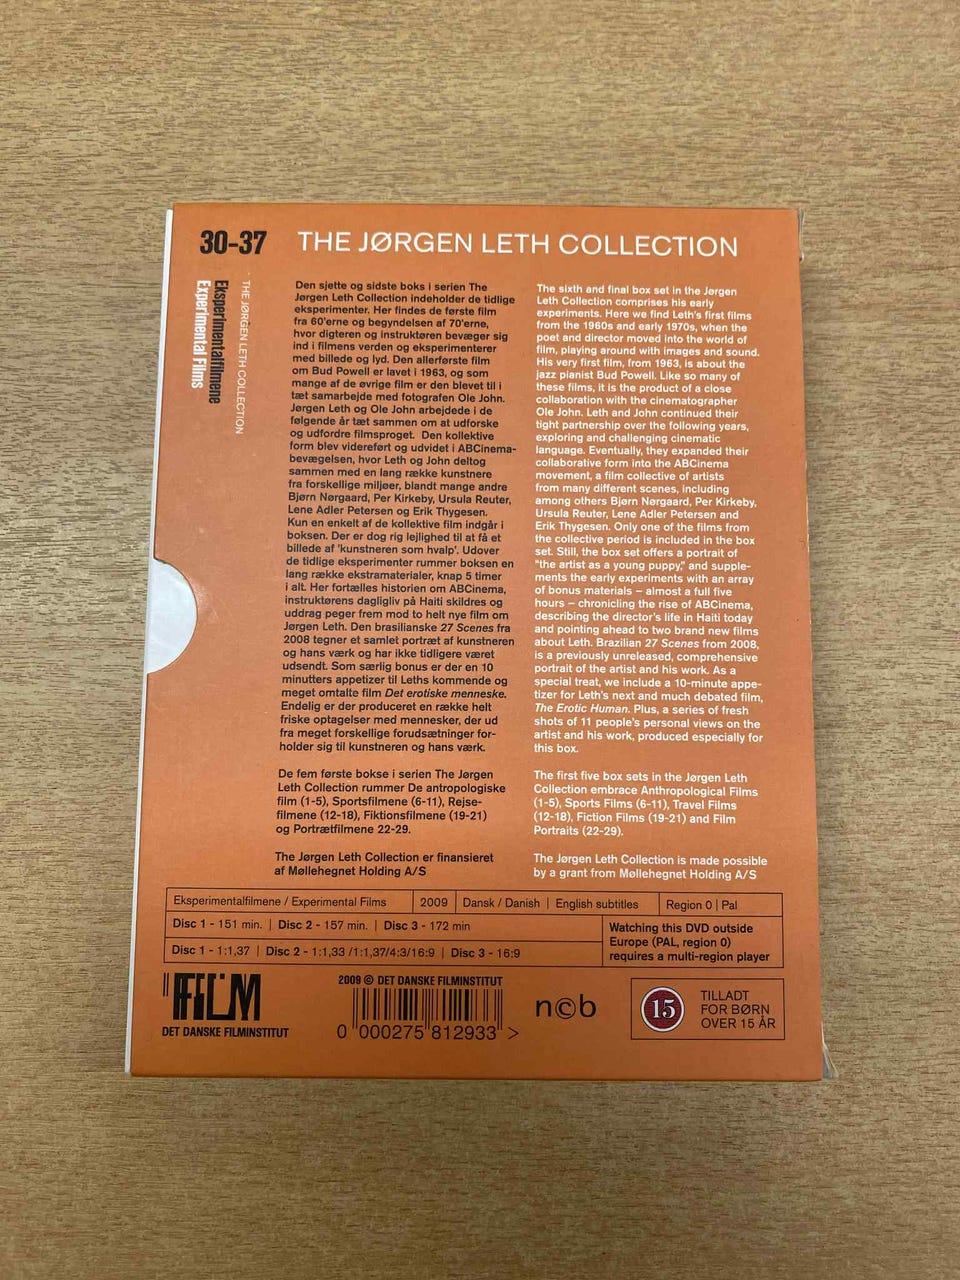 30-37
THE JØRGEN LETH COLLECTION
THE JØRGEN LETH COLLECTION
Eksperimentalfilmene
Experimental Films
Den sjette og sidste boks i serien The
Jørgen Leth Collection indeholder de tidlige
eksperimenter. Her findes de første film
fra 60'erne og begyndelsen af 70'erne,
hvor digteren og instruktøren bevæger sig
ind i filmens verden og eksperimenterer
med billede og lyd. Den allerførste film
om Bud Powell er lavet i 1963, og som
mange af de øvrige film er den blevet til i
tæt samarbejde med fotografen Ole John.
Jørgen Leth og Ole John arbejdede i de
følgende år tæt sammen om at udforske
og udfordre filmsproget. Den kollektive
form blev videreført og udvidet i ABCinema-
bevægelsen, hvor Leth og John deltog
sammen med en lang række kunstnere
fra forskellige miljøer, blandt mange andre
Bjørn Nørgaard, Per Kirkeby, Ursula Reuter,
Lene Adler Petersen og Erik Thygesen.
Kun en enkelt af de kollektive film indgår i
boksen. Der er dog rig lejlighed til at få et
billede af 'kunstneren som hvalp'. Udover
de tidlige eksperimenter rummer boksen en
lang række ekstramaterialer, knap 5 timer
i alt. Her fortælles historien om ABCinema,
instruktørens dagligliv på Haiti skildres og
uddrag peger frem mod to helt nye film om
Jørgen Leth. Den brasilianske 27 Scenes fra
2008 tegner et samlet portræt af kunstneren
og hans værk og har ikke tidligere været
udsendt. Som særlig bonus er der en 10
minutters appetizer til Leths kommende og
meget omtalte film Det erotiske menneske.
Endelig er der produceret en række helt
friske optagelser med mennesker, der ud
fra meget forskellige forudsætninger for-
holder sig til kunstneren og hans værk.
De fem første bokse i serien The Jørgen
Leth Collection rummer De antropologiske
film (1-5), Sportsfilmene (6-11), Rejse-
filmene (12-18), Fiktionsfilmene (19-21)
og Portrætfilmene 22-29.
The Jørgen Leth Collection er finansieret
af Møllehegnet Holding A/S
The sixth and final box set in the Jørgen
Leth Collection comprises his early
experiments. Here we find Leth's first films
from the 1960s and early 1970s, when the
poet and director moved into the world of
film, playing around with images and sound.
His very first film, from 1963, is about the
jazz pianist Bud Powell. Like so many of
these films, it is the product of a close
collaboration with the cinematographer
Ole John. Leth and John continued their
tight partnership over the following years,
exploring and challenging cinematic
language. Eventually, they expanded their
collaborative form into the ABCinema
movement, a film collective of artists
from many different scenes, including
among others Bjørn Nørgaard, Per Kirkeby,
Ursula Reuter, Lene Adler Petersen and
Erik Thygesen. Only one of the films from
the collective period is included in the box
set. Still, the box set offers a portrait of
"the artist as a young puppy," and supple-
ments the early experiments with an array
of bonus materials – almost a full five
hours – chronicling the rise of ABCinema,
describing the director's life in Haiti today
and pointing ahead to two brand new films
about Leth. Brazilian 27 Scenes from 2008,
is a previously unreleased, comprehensive
portrait of the artist and his work. As a
special treat, we include a 10-minute appe-
tizer for Leth's next and much debated film,
The Erotic Human. Plus, a series of fresh
shots of 11 people's personal views on the
artist and his work, produced especially for
this box.
The first five box sets in the Jørgen Leth
Collection embrace Anthropological Films
(1-5), Sports Films (6-11), Travel Films
(12-18), Fiction Films (19-21) and Film
Portraits (22-29).
The Jørgen Leth Collection is made possible
by a grant from Møllehegnet Holding A/S
Eksperimentalfilmene / Experimental Films 2009 Dansk / Danish | English subtitles Region 0 | Pal
Disc 1 - 151 min. | Disc 2 - 157 min. | Disc 3 - 172 min
Disc 1 - 1:1,37 | Disc 2 - 1:1,33 /1:1,37/4:3/16:9 | Disc 3 - 16:9
Watching this DVD outside
Europe (PAL, region 0)
requires a multi-region player
FILM
DET DANSKE FILMINSTITUT
2009 © DET DANSKE FILMINSTITUT
0 000275 812933 >
n©b
15
TILLADT
FOR BØRN
OVER 15 ÅR